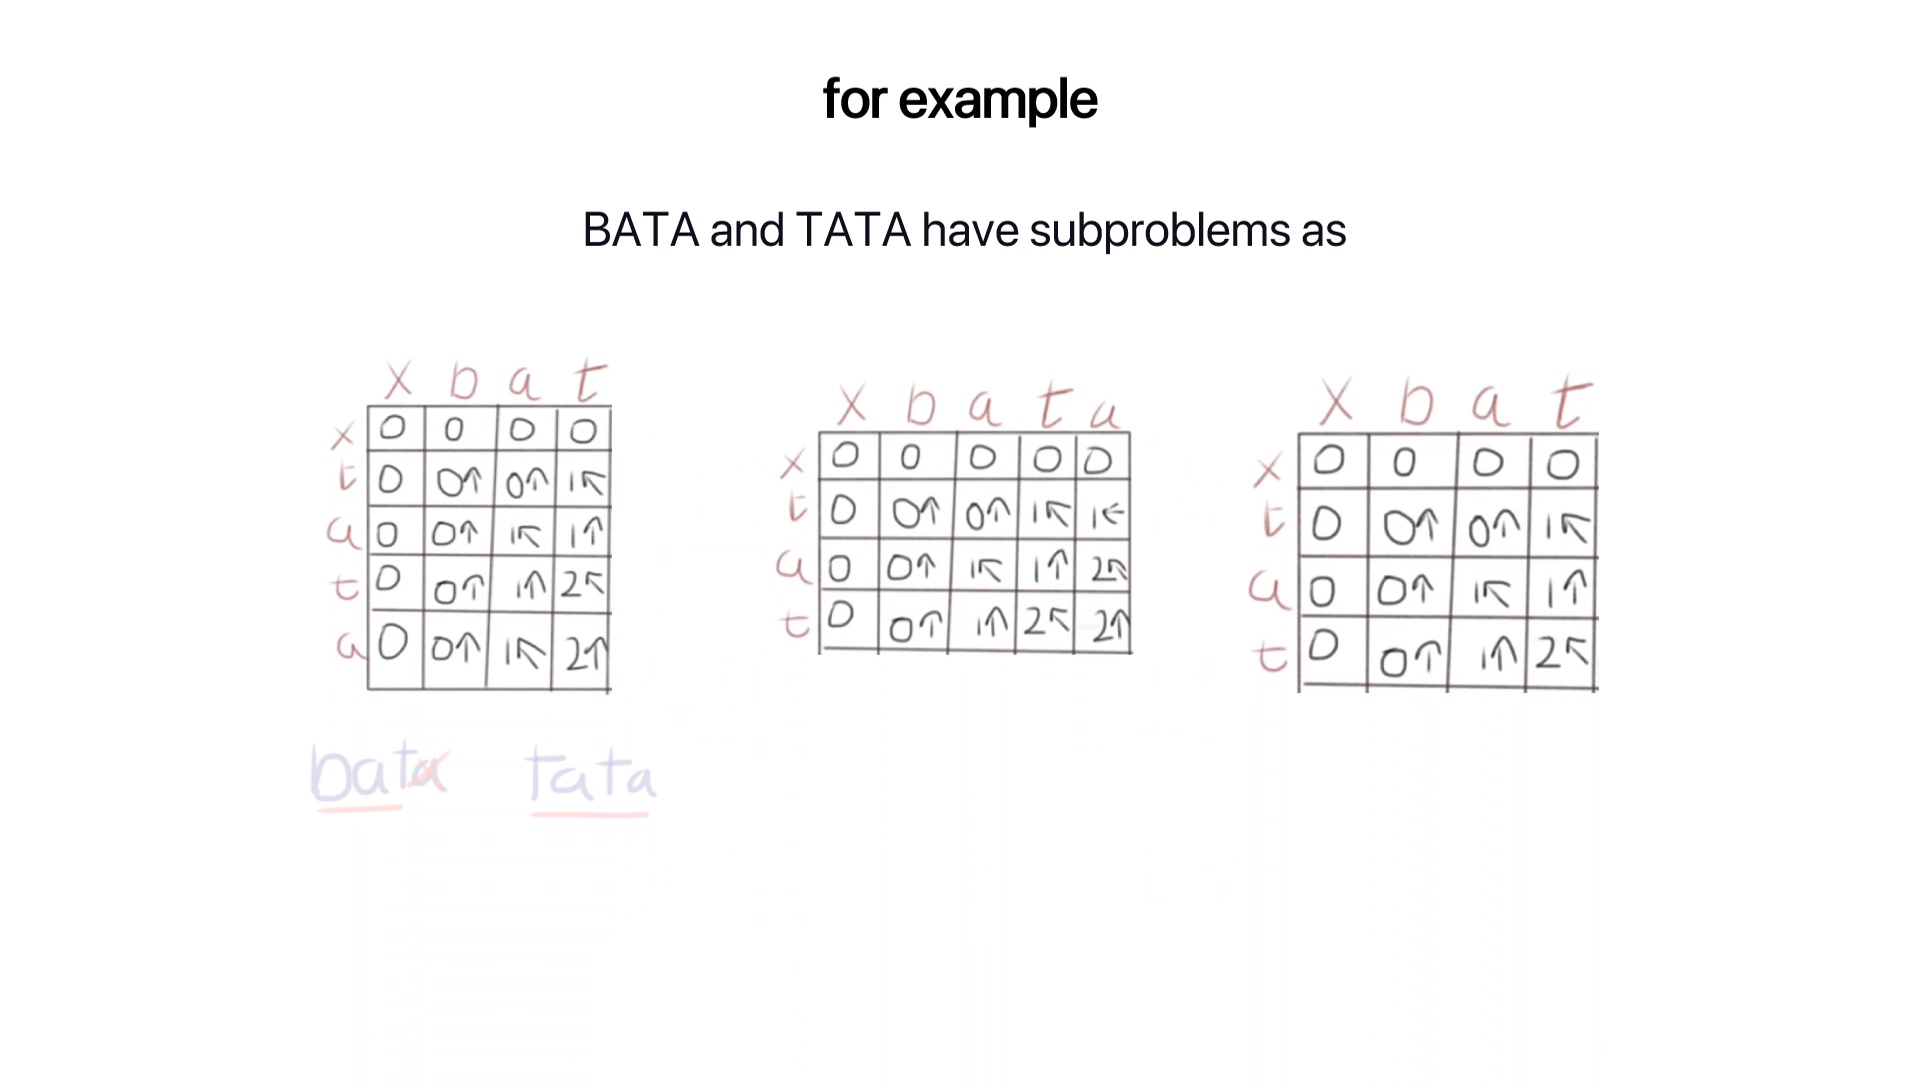 for example
BATA and TATA have subproblems as
x b a t
x 0 0 0 0
t 0 0↑ 0↑ 1↖
a 0 0↑ 1↖ 1↑
t 0 0↑ 1↑ 2↖
a 0 0↑ 1↖ 2↑
x b a t a
x 0 0 0 0 0
t 0 0↑ 0↑ 1↖ 1←
a 0 0↑ 1↖ 1↑ 2↖
t 0 0↑ 1↑ 2↖ 2↑
x b a t
x 0 0 0 0
t 0 0↑ 0↑ 1↖
a 0 0↑ 1↖ 1↑
t 0 0↑ 1↑ 2↖
bata tata